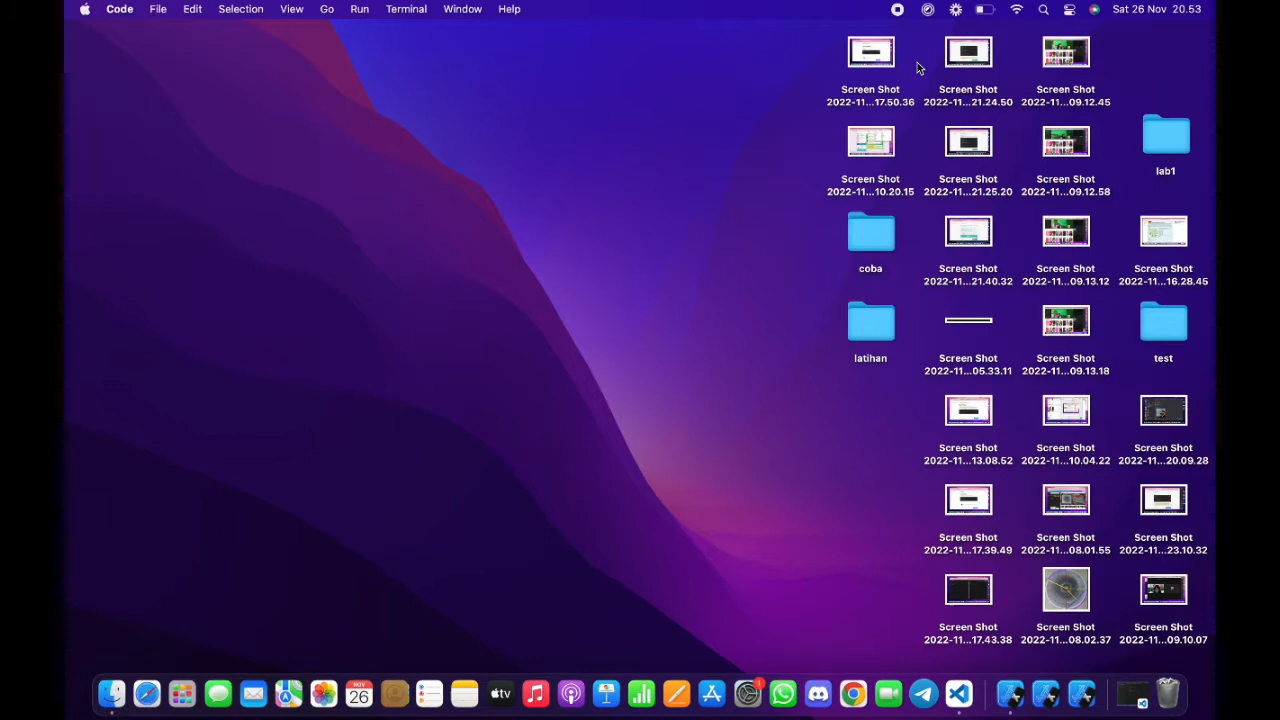 Code File Edit Selection View Go Run Terminal Window Help Sat 26 Nov 20.53
Screen Shot
2022-11...17.50.36
Screen Shot
2022-11...21.24.50
Screen Shot
2022-11...09.12.45
lab1
Screen Shot
2022-11...10.20.15
Screen Shot
2022-11...21.25.20
Screen Shot
2022-11...09.12.58
coba
Screen Shot
2022-11...21.40.32
Screen Shot
2022-11...09.13.12
Screen Shot
2022-11...16.28.45
latihan
Screen Shot
2022-11...05.33.11
Screen Shot
2022-11...09.13.18
test
Screen Shot
2022-11...13.08.52
Screen Shot
2022-11...10.04.22
Screen Shot
2022-11...20.09.28
Screen Shot
2022-11...17.39.49
Screen Shot
2022-11...08.01.55
Screen Shot
2022-11...23.10.32
Screen Shot
2022-11...17.43.38
Screen Shot
2022-11...08.02.37
Screen Shot
2022-11...09.10.07
NOV
26
tv
1